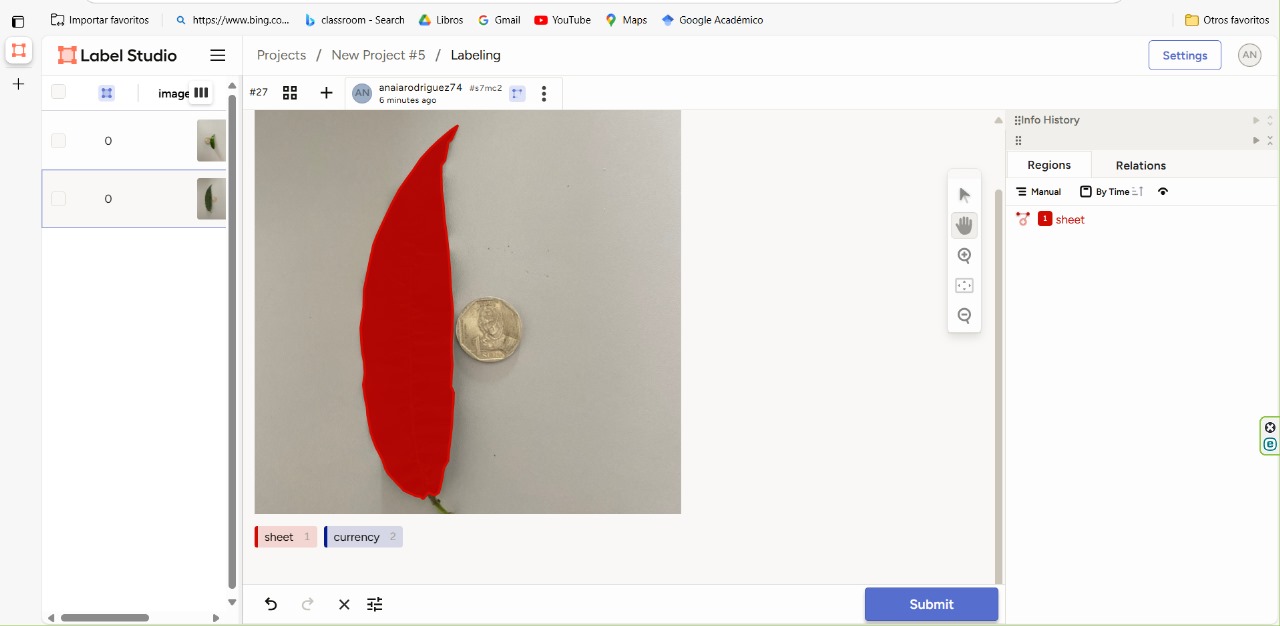 Importar favoritos
https://www.bing.co...
classroom - Search
Libros
Gmail
YouTube
Maps
Google Académico
Otros favoritos
Label Studio
Projects / New Project #5 / Labeling
Settings
AN
image
#27
AN
anaiarodriguez74 #s7mc2
6 minutes ago
0
0
Info History
Regions
Relations
Manual
By Time
1 sheet
sheet 1
currency 2
Submit